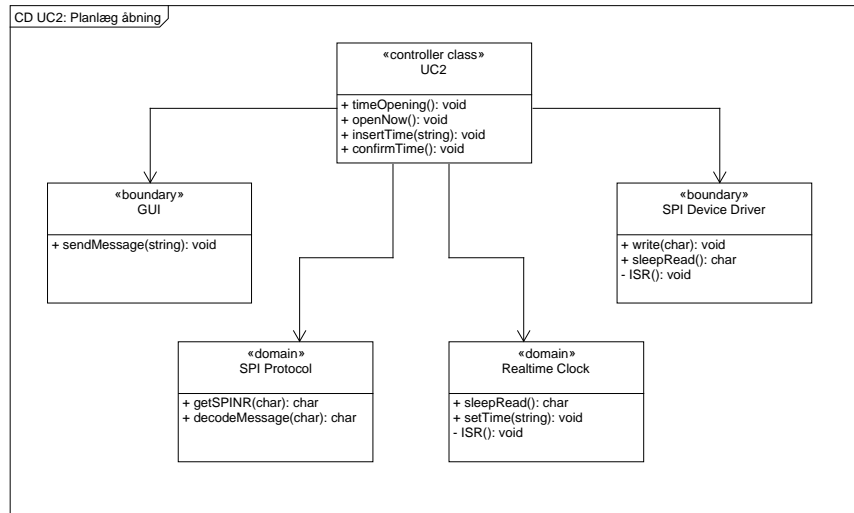 CD UC2: Planlæg åbning
«controller class»
UC2
+ timeOpening(): void
+ openNow(): void
+ insertTime(string): void
+ confirmTime(): void
«boundary»
GUI
+ sendMessage(string): void
«boundary»
SPI Device Driver
+ write(char): void
+ sleepRead(): char
- ISR(): void
«domain»
SPI Protocol
+ getSPINR(char): char
+ decodeMessage(char): char
«domain»
Realtime Clock
+ sleepRead(): char
+ setTime(string): void
- ISR(): void